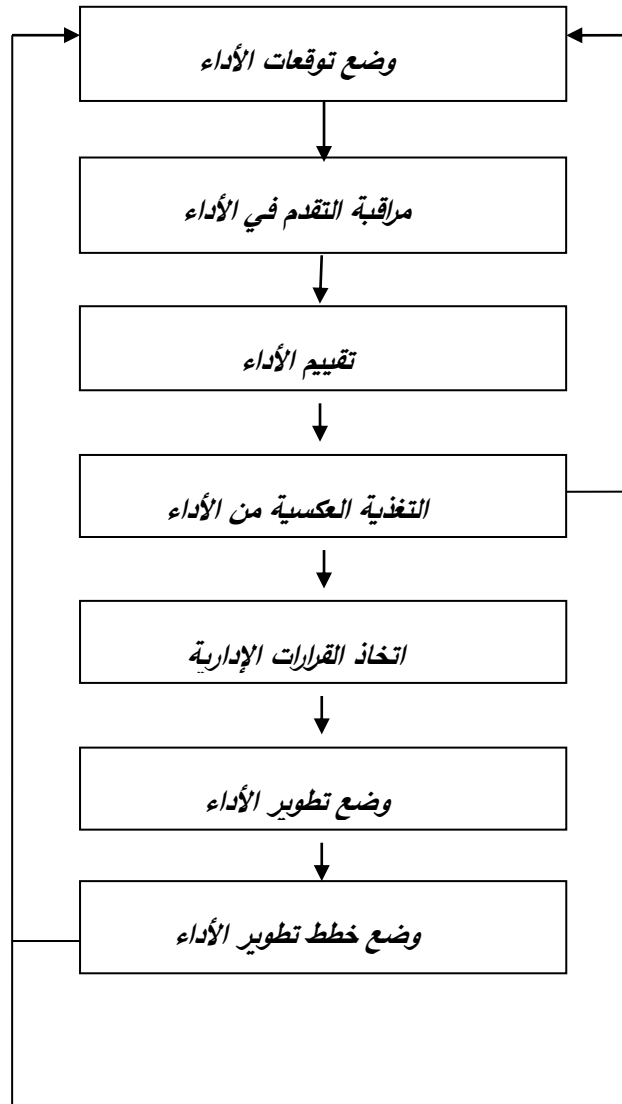 وضع توقعات الأداء
مراقبة التقدم في الأداء
تقييم الأداء
التغذية العكسية من الأداء
اتخاذ القرارات الإدارية
وضع تطوير الأداء
وضع خطط تطوير الأداء